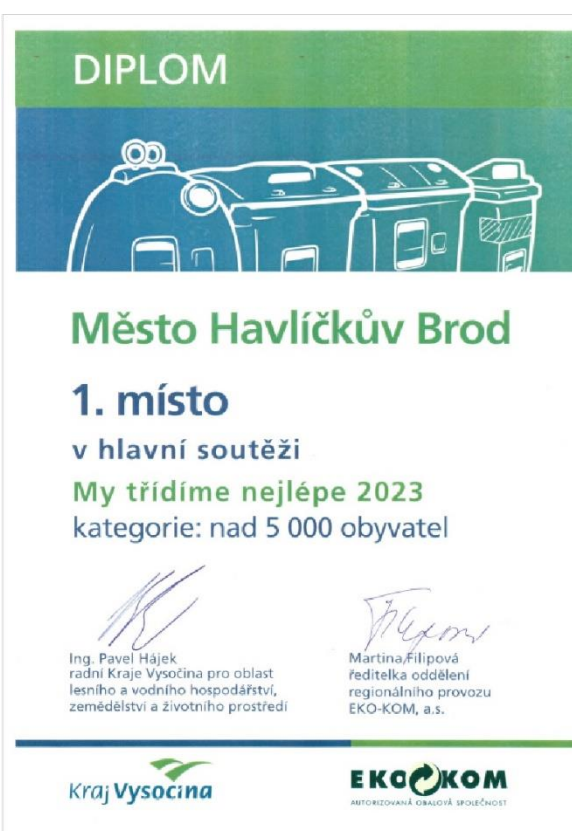 DIPLOM
Město Havlíčkův Brod
1. místo
v hlavní soutěži
My třídíme nejlépe 2023
kategorie: nad 5 000 obyvatel
Ing. Pavel Hájek
radní Kraje Vysočina pro oblast
lesního a vodního hospodářství,
zemědělství a životního prostředí
Martina Filipová
ředitelka oddělení
regionálního provozu
EKO-KOM, a.s.
Kraj Vysočina
EKO KOM
AUTORIZOVANÁ OBALOVÁ SPOLEČNOST